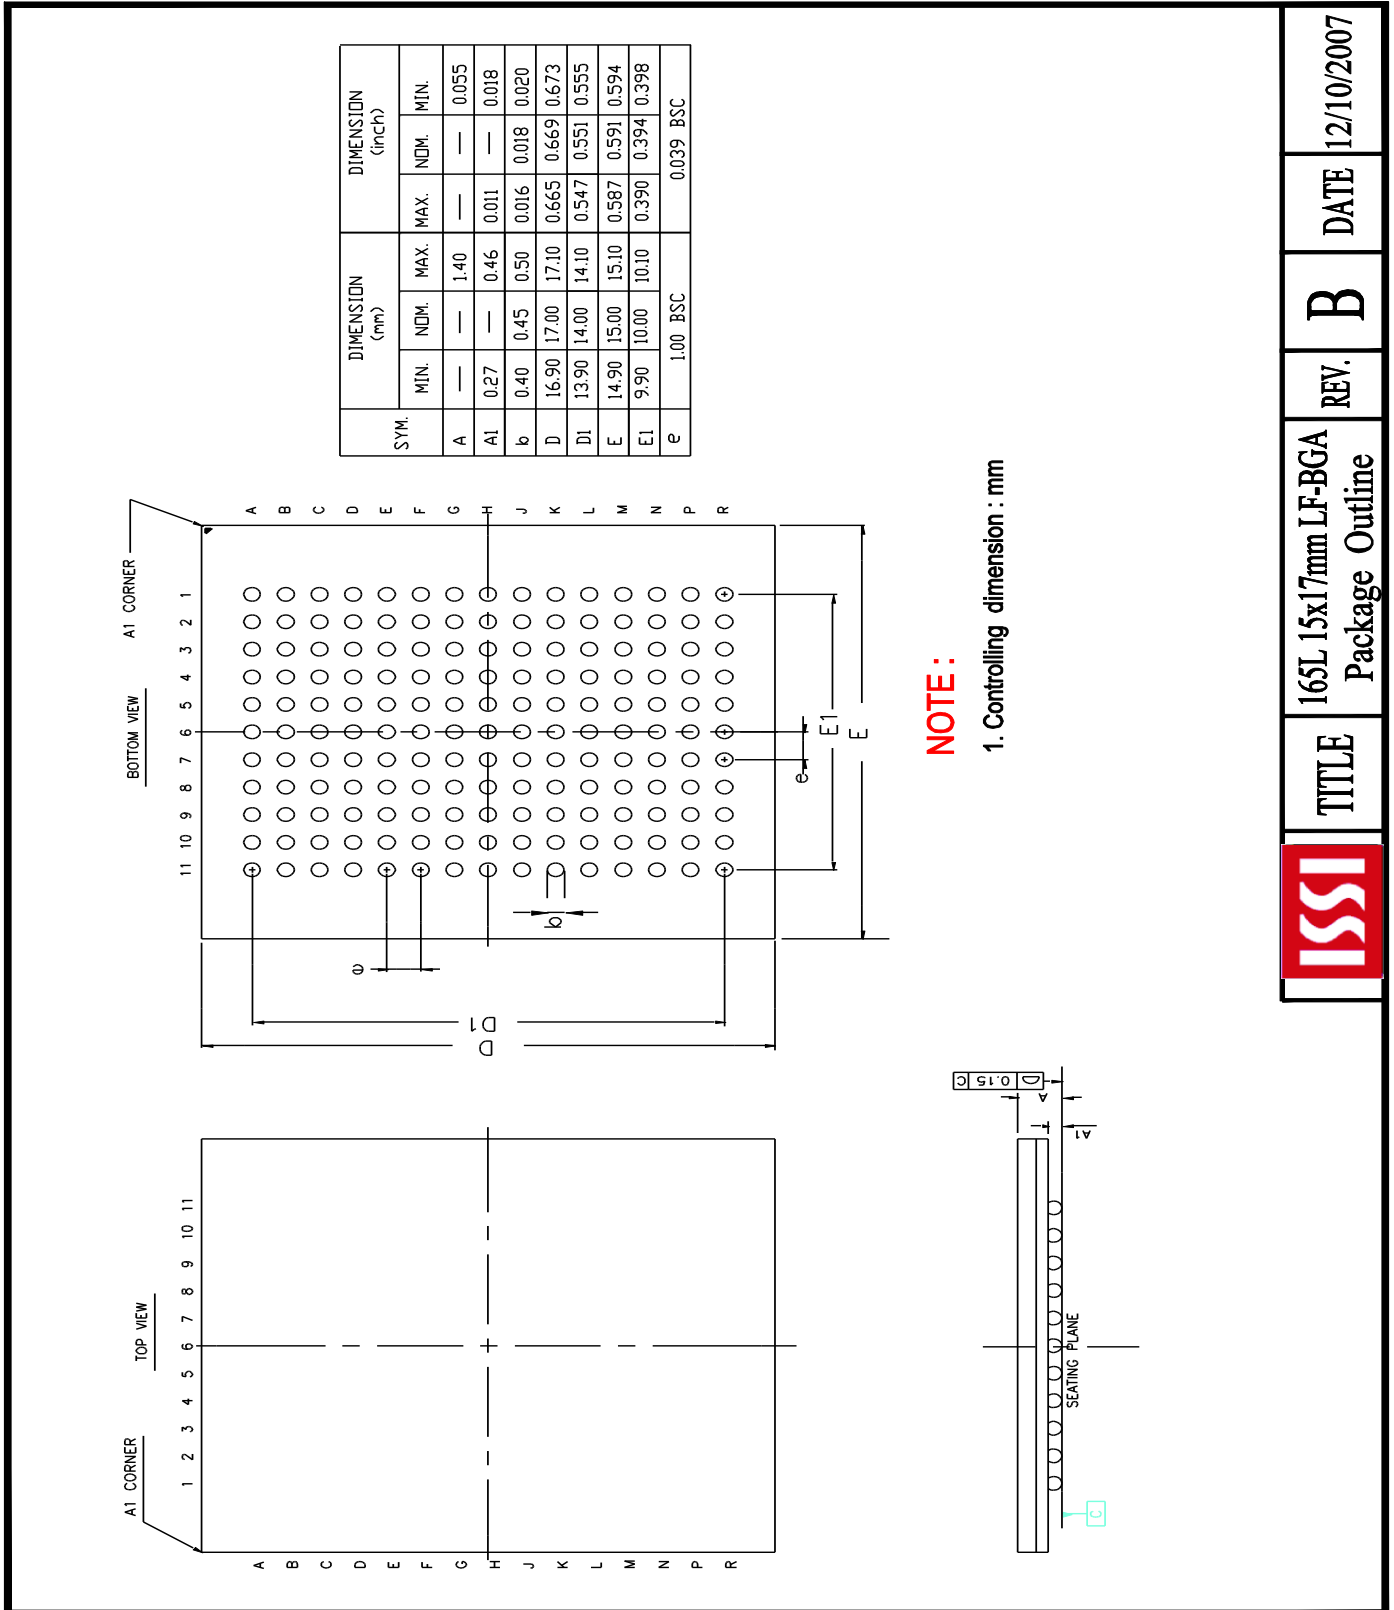 TOP VIEW
A1 CORNER
1 2 3 4 5 6 7 8 9 10 11
A
B
C
D
E
F
G
H
J
K
L
M
N
P
R
BOTTOM VIEW
A1 CORNER
11 10 9 8 7 6 5 4 3 2 1
A
B
C
D
E
F
G
H
J
K
L
M
N
P
R
D
D1
e
b
e
E1
E
SYM. DIMENSION (mm) DIMENSION (inch)
MIN. NOM. MAX. MAX. NOM. MIN.
A — — 1.40 — — 0.055
A1 0.27 — 0.46 0.011 — 0.018
b 0.40 0.45 0.50 0.016 0.018 0.020
D 16.90 17.00 17.10 0.665 0.669 0.673
D1 13.90 14.00 14.10 0.547 0.551 0.555
E 14.90 15.00 15.10 0.587 0.591 0.594
E1 9.90 10.00 10.10 0.390 0.394 0.398
e 1.00 BSC 0.039 BSC
0.15 C
A
A1
SEATING PLANE
C
NOTE :
1. Controlling dimension : mm
ISSI
TITLE
165L 15x17mm LF-BGA
Package Outline
REV.
B
DATE
12/10/2007